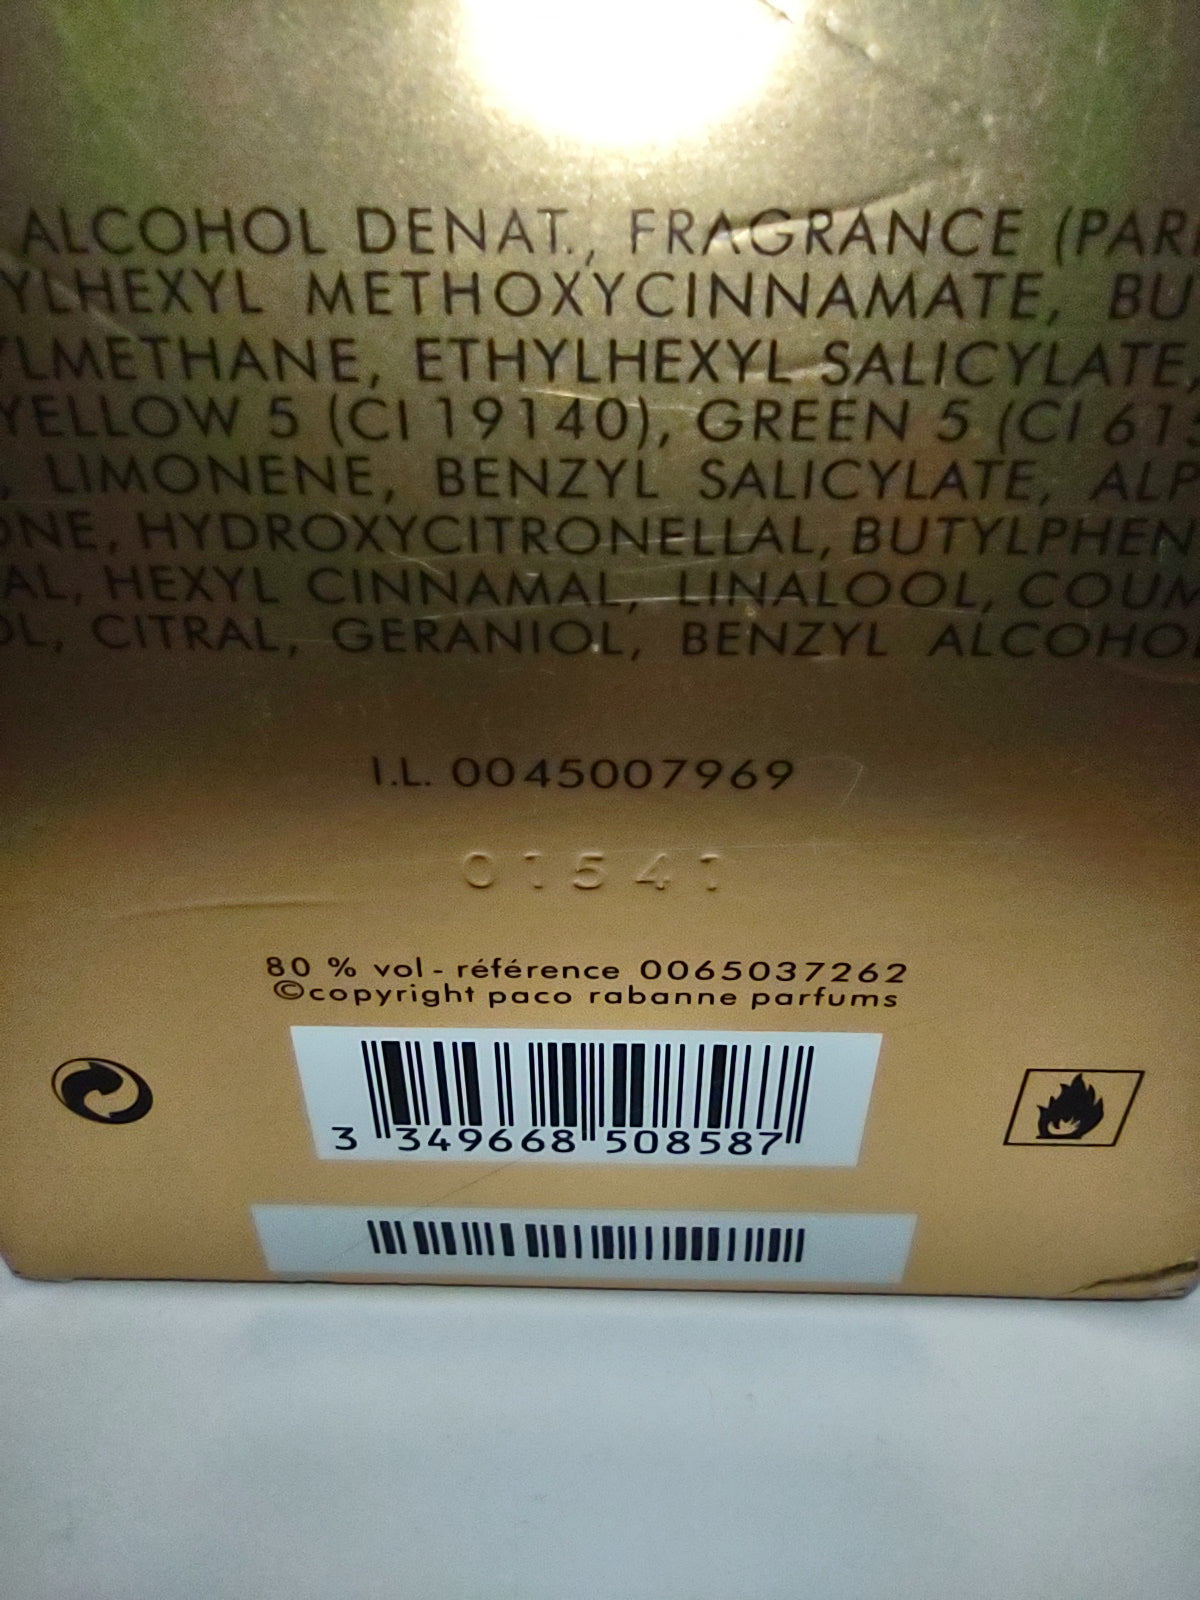 ALCOHOL DENAT., FRAGRANCE (PAR
YLHEXYL METHOXYCINNAMATE, BU
YLMETHANE, ETHYLHEXYL SALICYLATE,
YELLOW 5 (CI 19140), GREEN 5 (CI 61
, LIMONENE, BENZYL SALICYLATE, ALP
ONE, HYDROXYCITRONELLAL, BUTYLPHEN
AL, HEXYL CINNAMAL, LINALOOL, COUM
OL, CITRAL, GERANIOL, BENZYL ALCOHO
I.L. 0045007969
01541
80 % vol - référence 0065037262
©copyright paco rabanne parfums
3 349668 508587